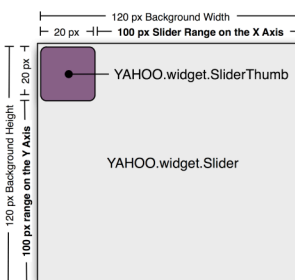 120 px Background Width
20 px
100 px Slider Range on the X Axis
20 px
YAHOO.widget.SliderThumb
120 px Background Height
100 px range on the Y Axis
YAHOO.widget.Slider